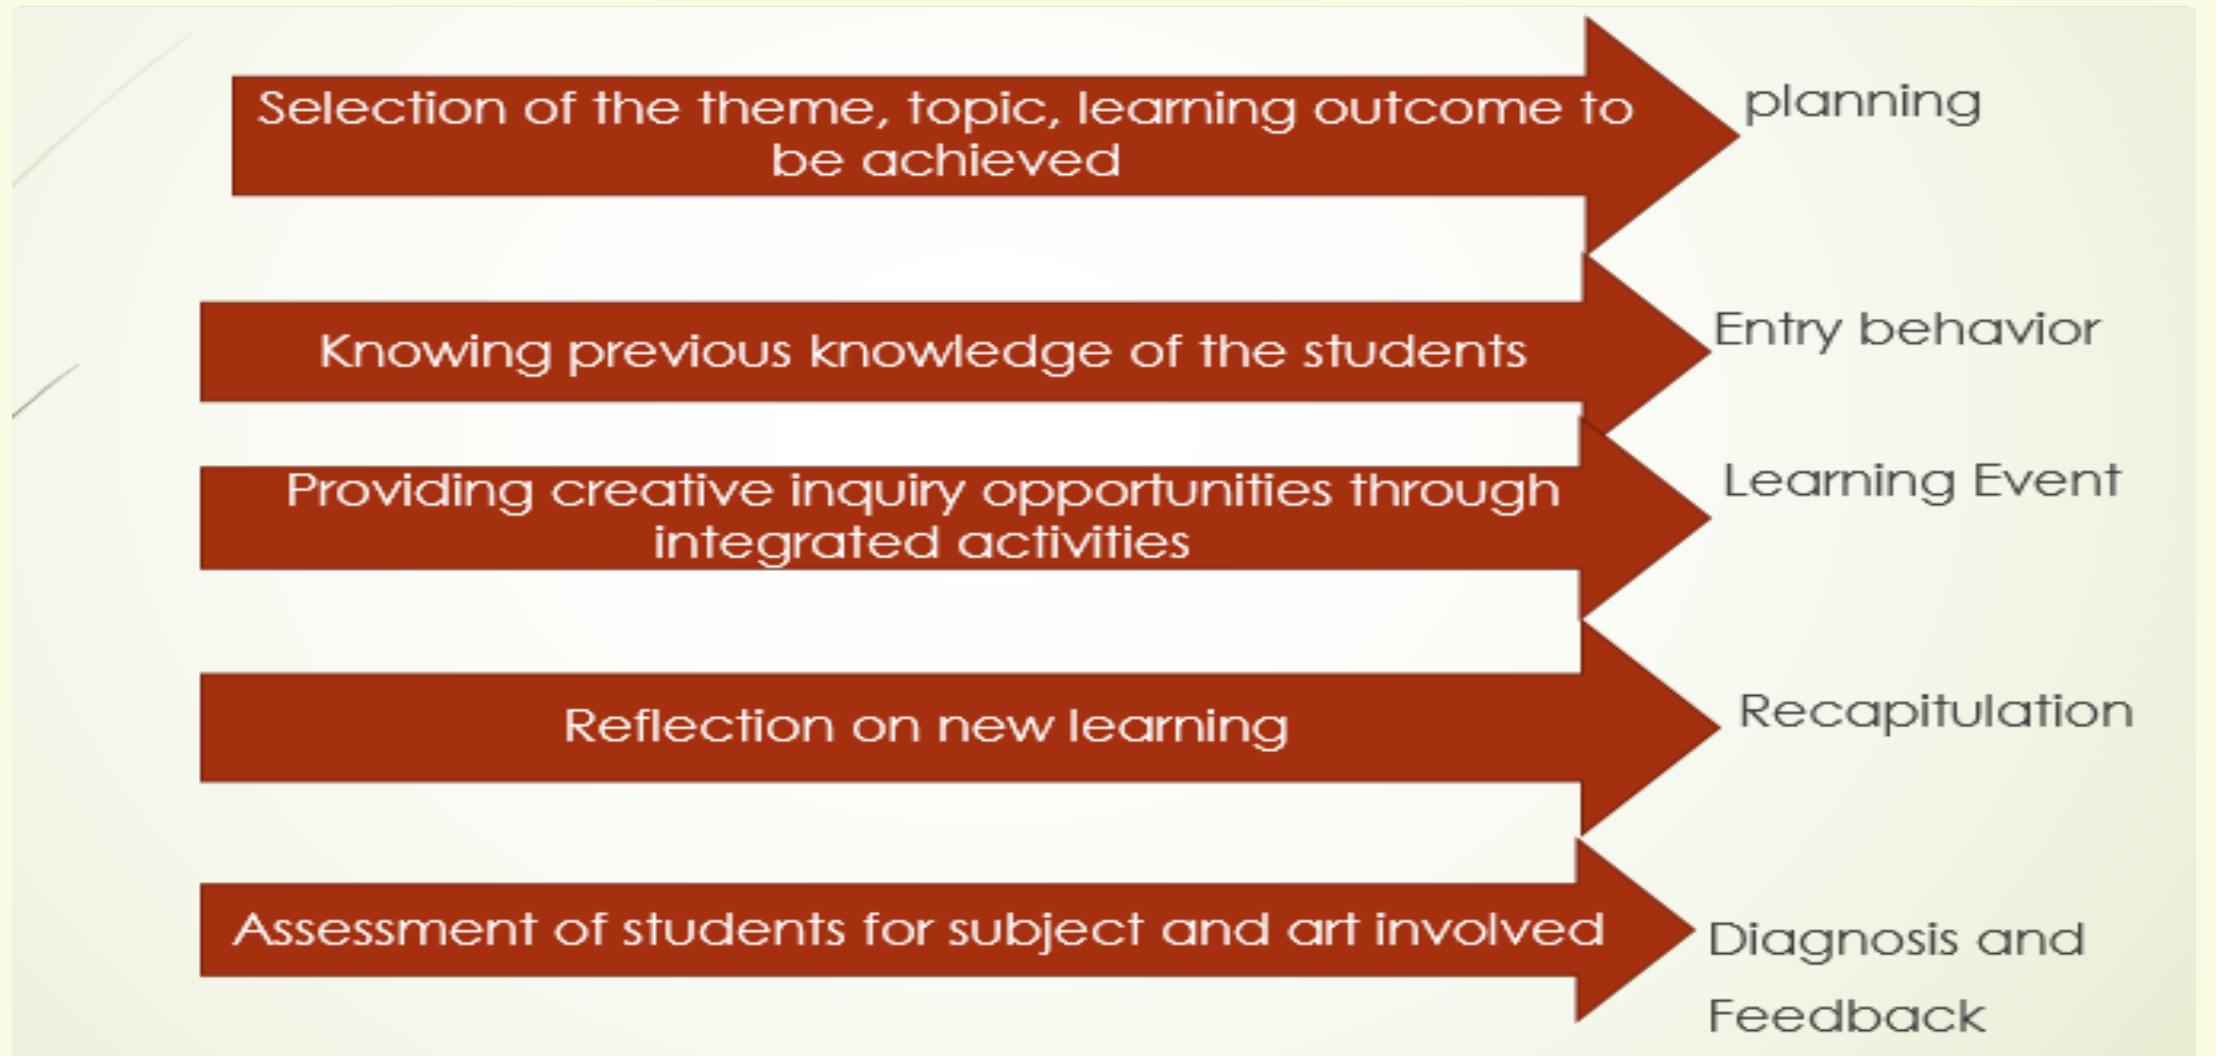 Selection of the theme, topic, learning outcome to
be achieved
planning
Knowing previous knowledge of the students
Entry behavior
Providing creative inquiry opportunities through
integrated activities
Learning Event
Reflection on new learning
Recapitulation
Assessment of students for subject and art involved
Diagnosis and
Feedback